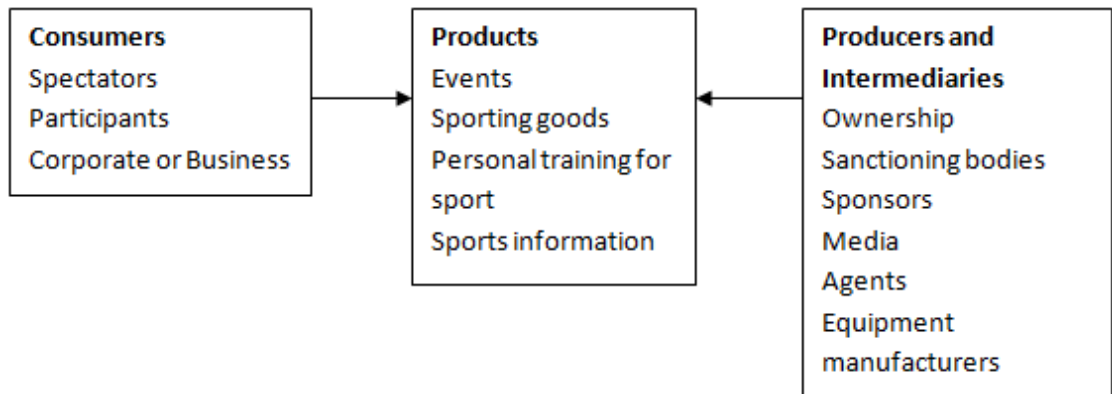 Consumers
Spectators
Participants
Corporate or Business
Products
Events
Sporting goods
Personal training for
sport
Sports information
Producers and
Intermediaries
Ownership
Sanctioning bodies
Sponsors
Media
Agents
Equipment
manufacturers